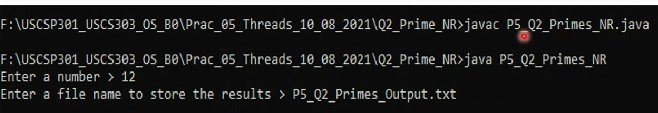 F:\USCSP301_USCS303_OS_B0\Prac_05_Threads_10_08_2021\Q2_Prime_NR>javac P5_Q2_Primes_NR.java
F:\USCSP301_USCS303_OS_B0\Prac_05_Threads_10_08_2021\Q2_Prime_NR>java P5_Q2_Primes_NR
Enter a number > 12
Enter a file name to store the results > P5_Q2_Primes_Output.txt